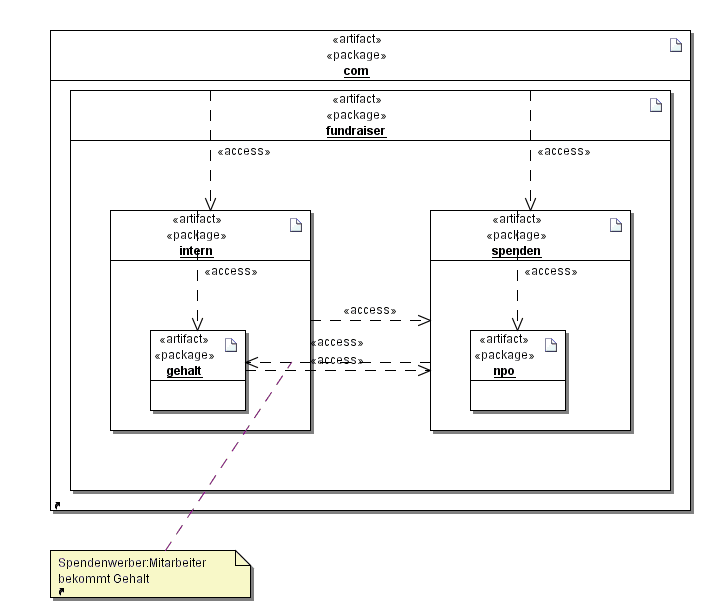 «artifact»
«package»
com
«artifact»
«package»
fundraiser
«access»
«access»
«artifact»
«package»
intern
«artifact»
«package»
spenden
«access»
«access»
«access»
«artifact»
«package»
gehalt
«access»
«access»
«artifact»
«package»
npo
Spendenwerber:Mitarbeiter
bekommt Gehalt